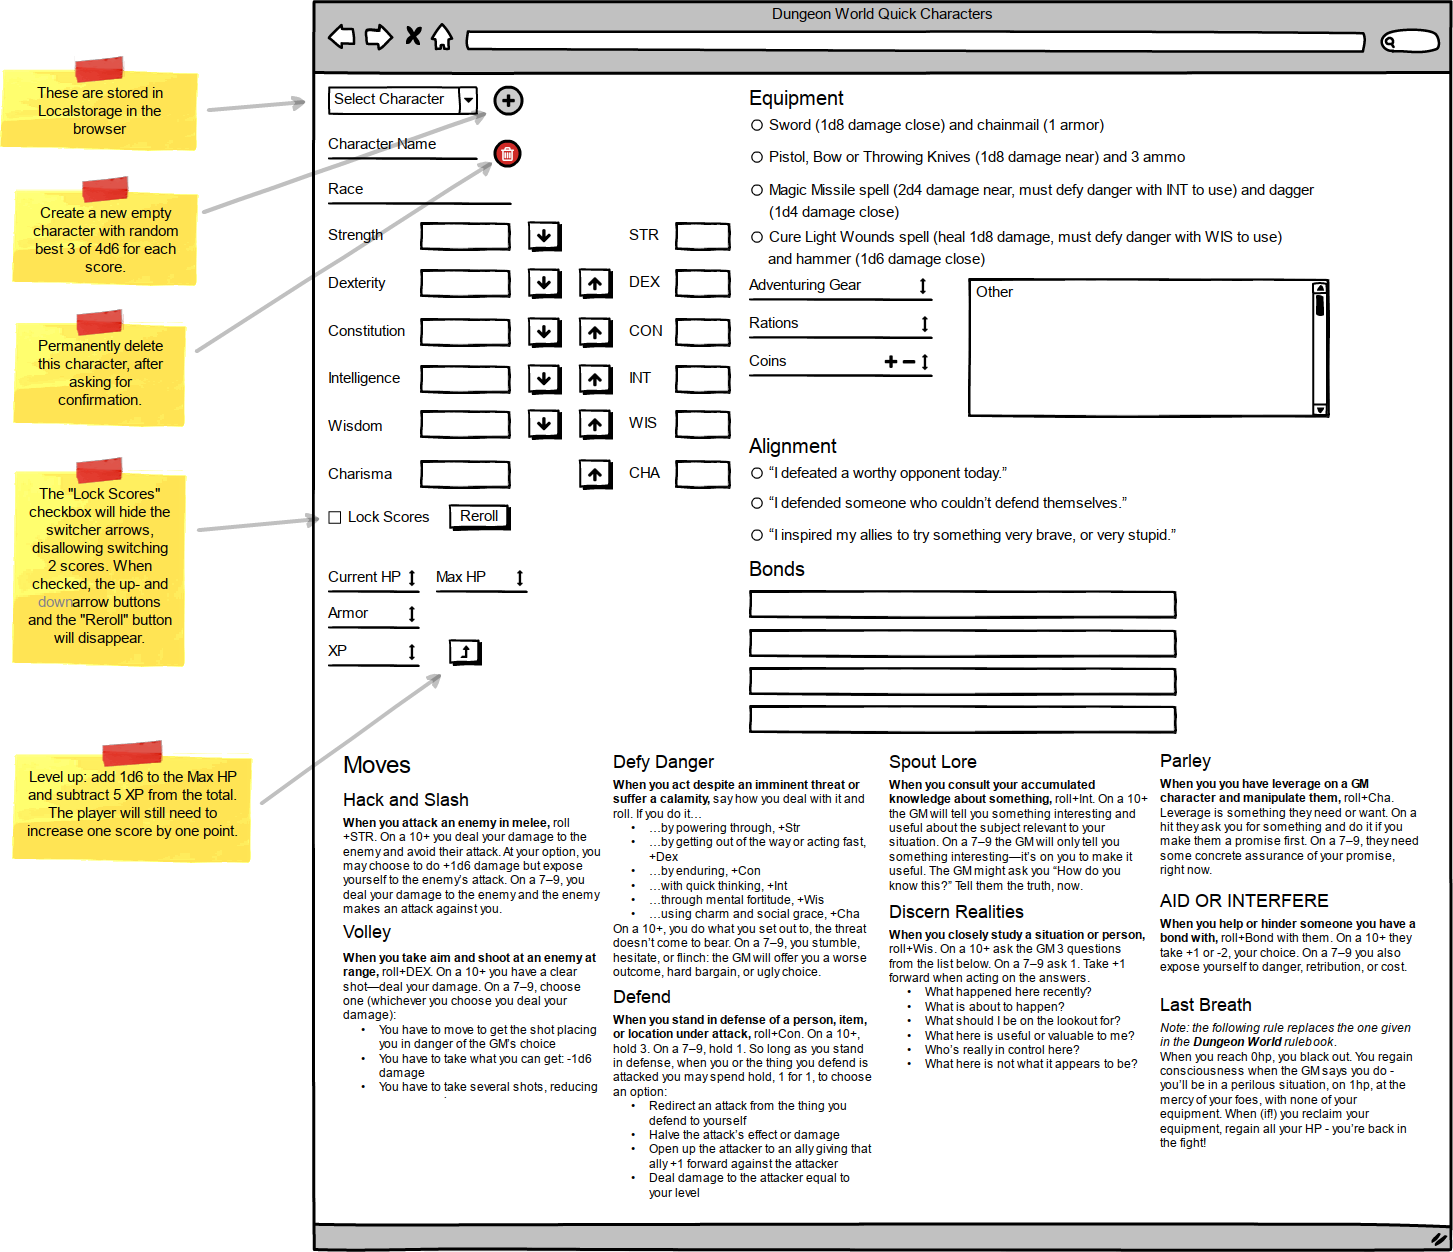 Dungeon World Quick Characters
These are stored in
Localstorage in the
browser
Create a new empty
character with random
best 3 of 4d6 for each
score.
Permanently delete
this character, after
asking for
confirmation.
The "Lock Scores"
checkbox will hide the
switcher arrows,
disallowing switching
2 scores. When
checked, the up- and
downarrow buttons
and the "Reroll" button
will disappear.
Level up: add 1d6 to the Max HP
and subtract 5 XP from the total.
The player will still need to
increase one score by one point.
Select Character
Character Name
Race
Strength STR
Dexterity DEX
Constitution CON
Intelligence INT
Wisdom WIS
Charisma CHA
Lock Scores Reroll
Current HP Max HP
Armor
XP
Equipment
Sword (1d8 damage close) and chainmail (1 armor)
Pistol, Bow or Throwing Knives (1d8 damage near) and 3 ammo
Magic Missile spell (2d4 damage near, must defy danger with INT to use) and dagger
(1d4 damage close)
Cure Light Wounds spell (heal 1d8 damage, must defy danger with WIS to use)
and hammer (1d6 damage close)
Adventuring Gear
Rations
Coins
Other
Alignment
“I defeated a worthy opponent today.”
“I defended someone who couldn’t defend themselves.”
“I inspired my allies to try something very brave, or very stupid.”
Bonds
Moves
Hack and Slash
When you attack an enemy in melee, roll
+STR. On a 10+ you deal your damage to the
enemy and avoid their attack. At your option, you
may choose to do +1d6 damage but expose
yourself to the enemy's attack. On a 7–9, you
deal your damage to the enemy and the enemy
makes an attack against you.
Volley
When you take aim and shoot at an enemy at
range, roll+DEX. On a 10+ you have a clear
shot—deal your damage. On a 7–9, choose
one (whichever you choose you deal your
damage):
• You have to move to get the shot placing
you in danger of the GM’s choice
• You have to take what you can get: -1d6
damage
• You have to take several shots, reducing
Defy Danger
When you act despite an imminent threat or
suffer a calamity, say how you deal with it and
roll. If you do it…
• …by powering through, +Str
• …by getting out of the way or acting fast,
+Dex
• …by enduring, +Con
• …with quick thinking, +Int
• …through mental fortitude, +Wis
• …using charm and social grace, +Cha
On a 10+, you do what you set out to, the threat
doesn’t come to bear. On a 7–9, you stumble,
hesitate, or flinch: the GM will offer you a worse
outcome, hard bargain, or ugly choice.
Defend
When you stand in defense of a person, item,
or location under attack, roll+Con. On a 10+,
hold 3. On a 7–9, hold 1. So long as you stand
in defense, when you or the thing you defend is
attacked you may spend hold, 1 for 1, to choose
an option:
• Redirect an attack from the thing you
defend to yourself
• Halve the attack’s effect or damage
• Open up the attacker to an ally giving that
ally +1 forward against the attacker
• Deal damage to the attacker equal to
your level
Spout Lore
When you consult your accumulated
knowledge about something, roll+Int. On a 10+
the GM will tell you something interesting and
useful about the subject relevant to your
situation. On a 7–9 the GM will only tell you
something interesting—it’s on you to make it
useful. The GM might ask you “How do you
know this?” Tell them the truth, now.
Discern Realities
When you closely study a situation or person,
roll+Wis. On a 10+ ask the GM 3 questions
from the list below. On a 7–9 ask 1. Take +1
forward when acting on the answers.
• What happened here recently?
• What is about to happen?
• What should I be on the lookout for?
• What here is useful or valuable to me?
• Who’s really in control here?
• What here is not what it appears to be?
Parley
When you you have leverage on a GM
character and manipulate them, roll+Cha.
Leverage is something they need or want. On a
hit they ask you for something and do it if you
make them a promise first. On a 7–9, they need
some concrete assurance of your promise,
right now.
AID OR INTERFERE
When you help or hinder someone you have a
bond with, roll+Bond with them. On a 10+ they
take +1 or -2, your choice. On a 7–9 you also
expose yourself to danger, retribution, or cost.
Last Breath
Note: the following rule replaces the one given
in the Dungeon World rulebook.
When you reach 0hp, you black out. You regain
consciousness when the GM says you do -
you’ll be in a perilous situation, on 1hp, at the
mercy of your foes, with none of your
equipment. When (if!) you reclaim your
equipment, regain all your HP - you’re back in
the fight!